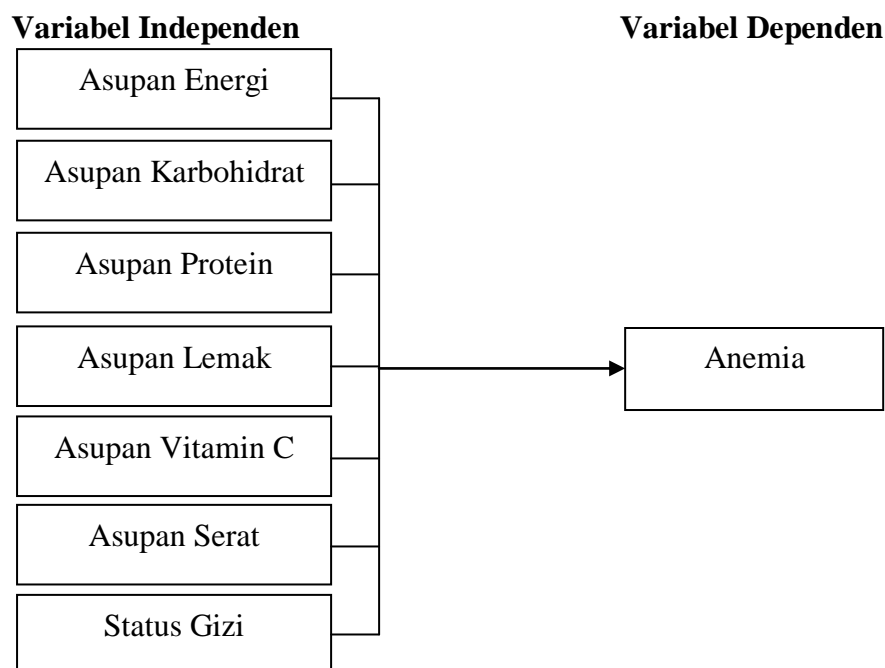 Variabel Independen
Variabel Dependen
Asupan Energi
Asupan Karbohidrat
Asupan Protein
Asupan Lemak
Anemia
Asupan Vitamin C
Asupan Serat
Status Gizi